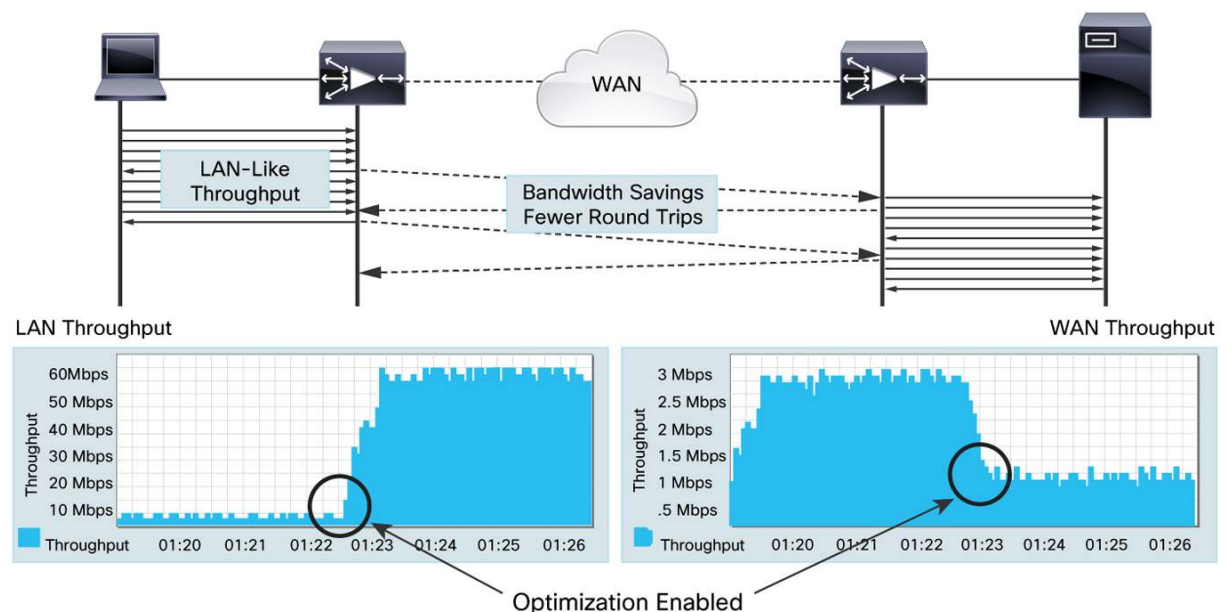 WAN
LAN-Like
Throughput
Bandwidth Savings
Fewer Round Trips
LAN Throughput
WAN Throughput
Throughput
60Mbps
50 Mbps
40 Mbps
30 Mbps
20 Mbps
10 Mbps
Throughput 01:20 01:21 01:22 01:23 01:24 01:25 01:26
Throughput
3 Mbps
2.5 Mbps
2 Mbps
1.5 Mbps
1 Mbps
.5 Mbps
Throughput 01:20 01:21 01:22 01:23 01:24 01:25 01:26
Optimization Enabled